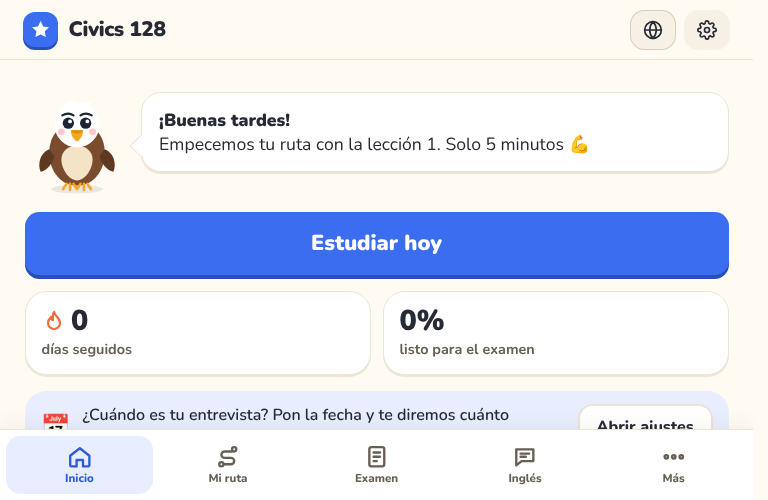 Civics 128
¡Buenas tardes!
Empecemos tu ruta con la lección 1. Solo 5 minutos 💪
Estudiar hoy
0
días seguidos
0%
listo para el examen
¿Cuándo es tu entrevista? Pon la fecha y te diremos cuánto
Abrir ajustes
Inicio
Mi ruta
Examen
Inglés
Más